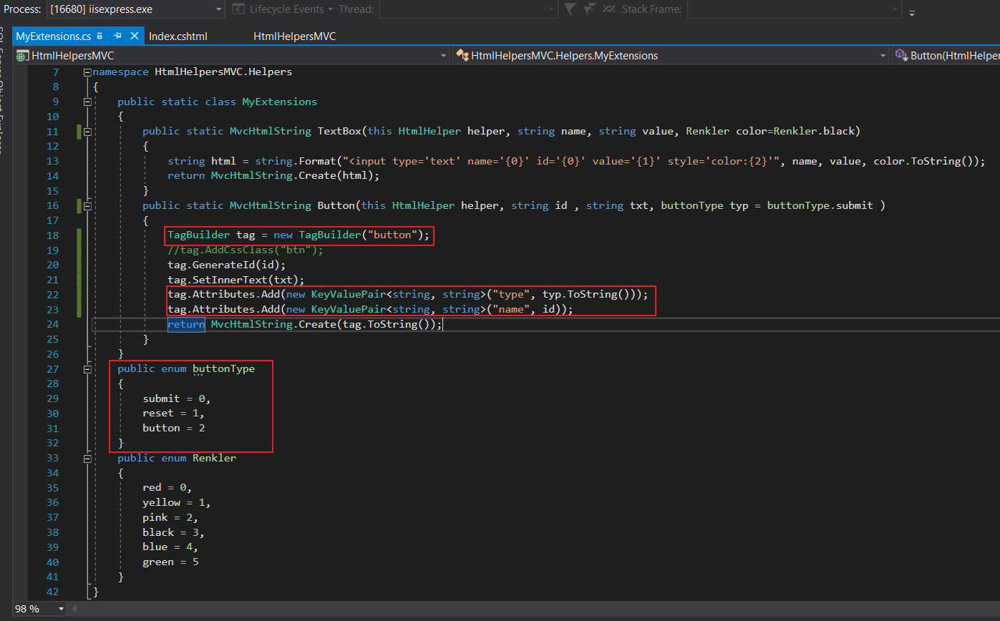 Process: [16680] iisexpress.exe Lifecycle Events Thread: Stack Frame:
MyExtensions.cs Index.cshtml HtmlHelpersMVC
HtmlHelpersMVC HtmlHelpersMVC.Helpers.MyExtensions Button(HtmlHelper
7 namespace HtmlHelpersMVC.Helpers
8 {
9 public static class MyExtensions
10 {
11 public static MvcHtmlString TextBox(this HtmlHelper helper, string name, string value, Renkler color=Renkler.black)
12 {
13 string html = string.Format("<input type='text' name='{0}' id='{0}' value='{1}' style='color:{2}'", name, value, color.ToString());
14 return MvcHtmlString.Create(html);
15 }
16 public static MvcHtmlString Button(this HtmlHelper helper, string id , string txt, buttonType typ = buttonType.submit )
17 {
18 TagBuilder tag = new TagBuilder("button");
19 //tag.AddCssClass("btn");
20 tag.GenerateId(id);
21 tag.SetInnerText(txt);
22 tag.Attributes.Add(new KeyValuePair<string, string>("type", typ.ToString()));
23 tag.Attributes.Add(new KeyValuePair<string, string>("name", id));
24 return MvcHtmlString.Create(tag.ToString());
25 }
26 }
27 public enum buttonType
28 {
29 submit = 0,
30 reset = 1,
31 button = 2
32 }
33 public enum Renkler
34 {
35 red = 0,
36 yellow = 1,
37 pink = 2,
38 black = 3,
39 blue = 4,
40 green = 5
41 }
42 }
98 %